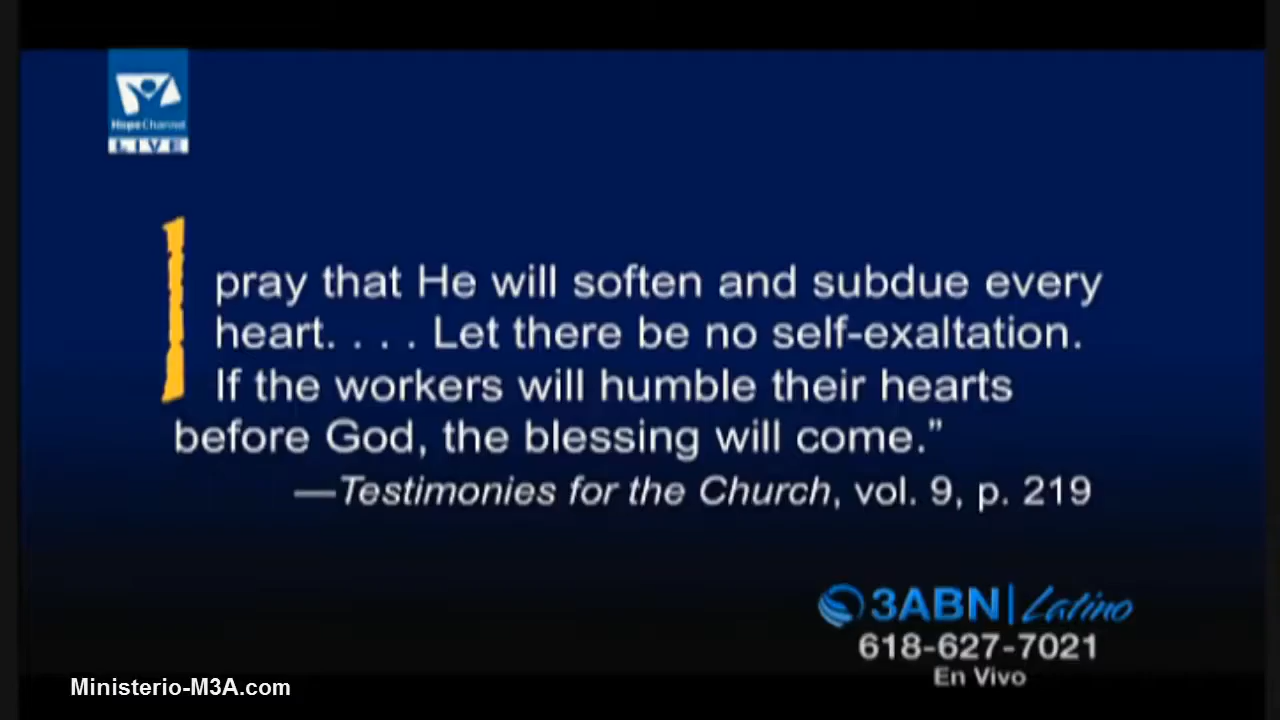 HopeChannel
LIVE
I pray that He will soften and subdue every
heart. . . . Let there be no self-exaltation.
If the workers will humble their hearts
before God, the blessing will come.”
—Testimonies for the Church, vol. 9, p. 219
3ABN|Latino
618-627-7021
En Vivo
Ministerio-M3A.com